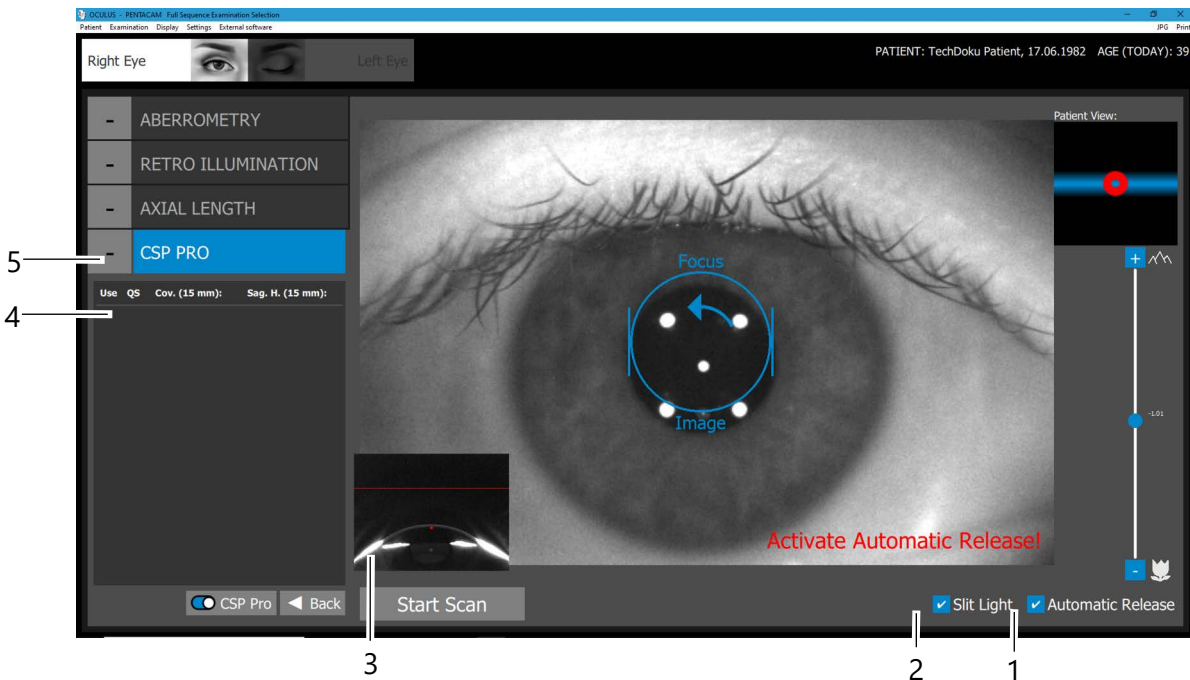 OCULUS - PENTACAM Full Sequence Examination Selection
Patient Examination Display Settings External software JPG Print
Right Eye Left Eye PATIENT: TechDoku Patient, 17.06.1982 AGE (TODAY): 39
- ABERROMETRY
- RETRO ILLUMINATION
- AXIAL LENGTH
- CSP PRO
Use QS Cov. (15 mm): Sag. H. (15 mm):
CSP Pro Back
Focus
Image
Activate Automatic Release!
Start Scan
Patient View:
+
-1.01
-
Slit Light Automatic Release
5
4
3
2
1